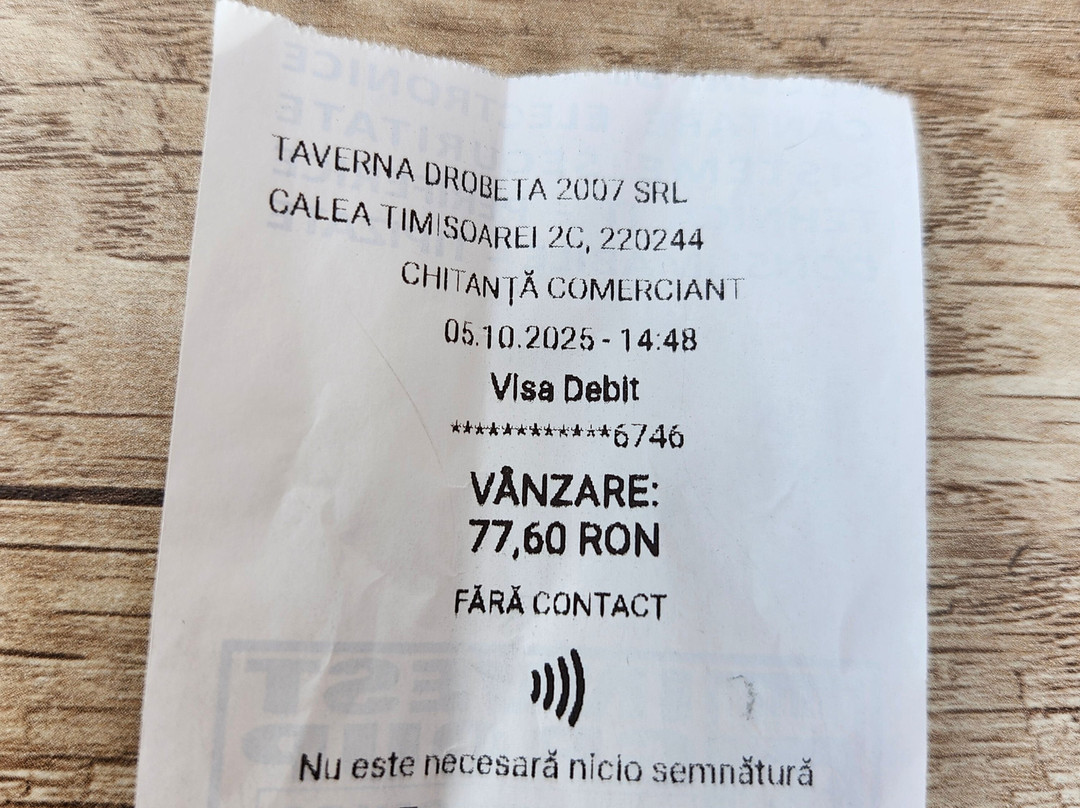 TAVERNA DROBETA 2007 SRL
CALEA TIMISOAREI 2C, 220244
CHITANȚĂ COMERCIANT
05.10.2025 - 14:48
Visa Debit
************6746
VÂNZARE:
77,60 RON
FĂRĂ CONTACT
Nu este necesară nicio semnătură